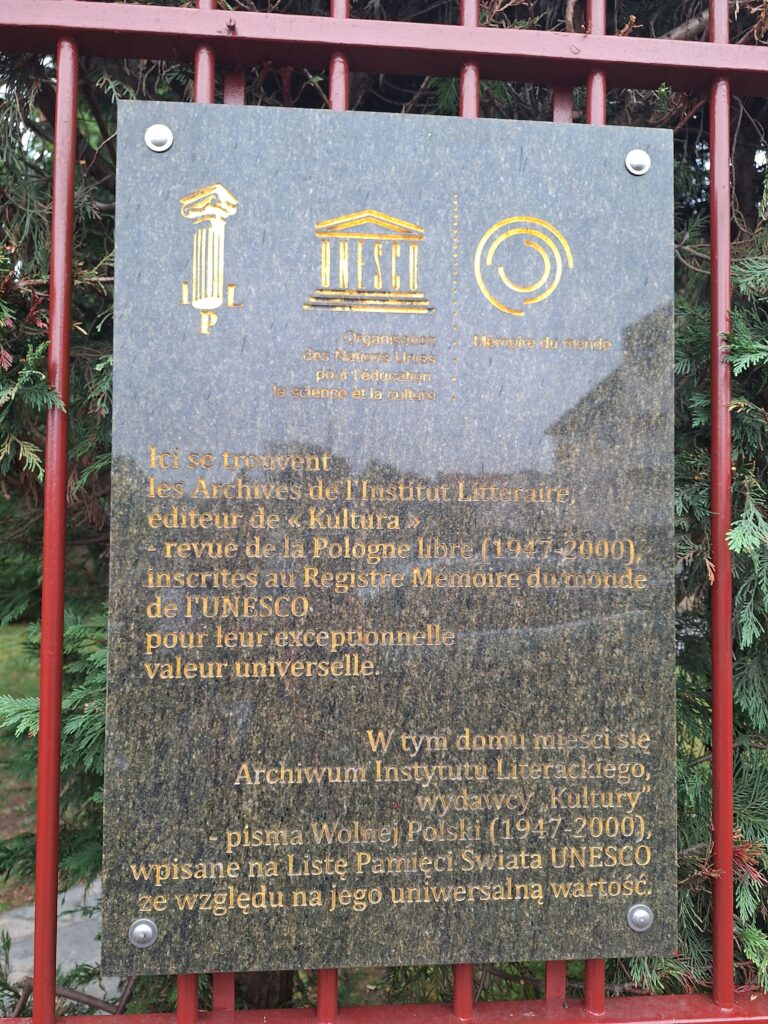 I L
P
UNESCO
Organisation
des Nations Unies
pour l'éducation,
la science et la culture
Mémoire du monde
Ici se trouvent
les Archives de l'Institut Littéraire,
éditeur de « Kultura »
- revue de la Pologne libre (1947-2000),
inscrites au Registre Mémoire du monde
de l'UNESCO
pour leur exceptionnelle
valeur universelle.
W tym domu mieści się
Archiwum Instytutu Literackiego,
wydawcy „Kultury”
- pisma Wolnej Polski (1947-2000),
wpisane na Listę Pamięci Świata UNESCO
ze względu na jego uniwersalną wartość.